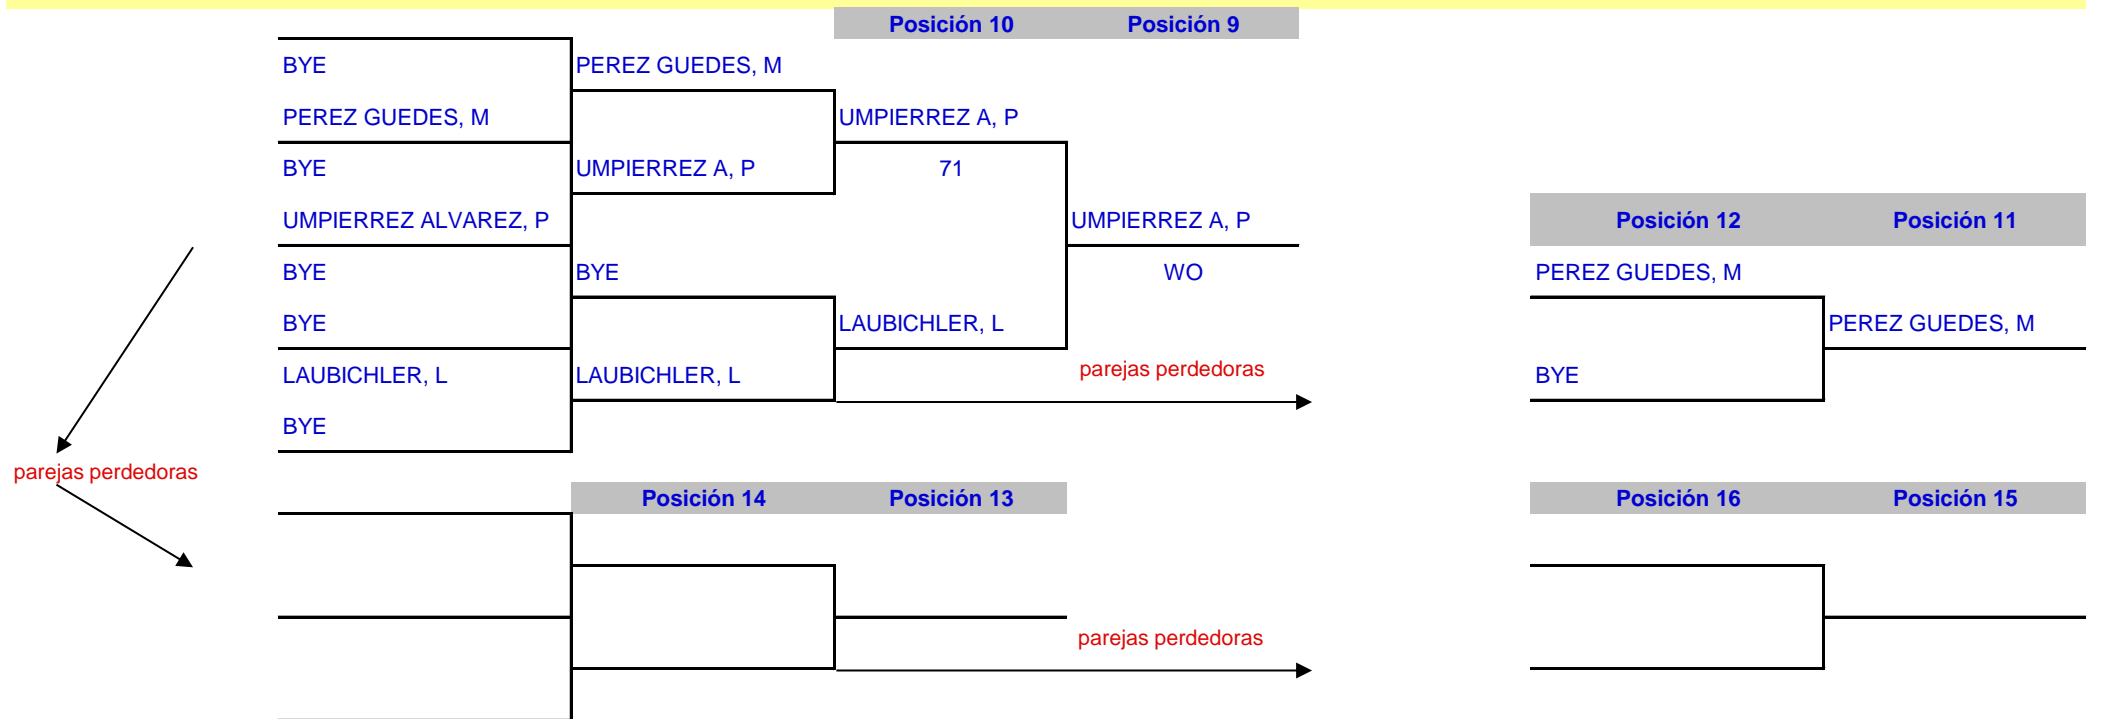 Posición 10 Posición 9
BYE PEREZ GUEDES, M
PEREZ GUEDES, M UMPIERREZ A, P
BYE UMPIERREZ A, P 71
UMPIERREZ ALVAREZ, P UMPIERREZ A, P Posición 12 Posición 11
BYE BYE WO PEREZ GUEDES, M
BYE LAUBICHLER, L PEREZ GUEDES, M
LAUBICHLER, L LAUBICHLER, L parejas perdedoras BYE
BYE
parejas perdedoras
Posición 14 Posición 13 Posición 16 Posición 15
parejas perdedoras